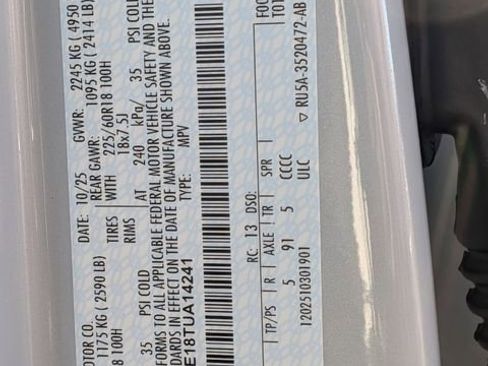 OTOR CO. DATE: 10/25 GVWR: 2245 KG ( 4950
1175 KG ( 2590 LB) REAR GAWR: 1095 KG ( 2414 LB)
18 100H TIRES WITH 225/60R18 100H
RIMS 18x7.5J
35 PSI COLD AT 240 kPa/ 35 PSI COLD
FORMS TO ALL APPLICABLE FEDERAL MOTOR VEHICLE SAFETY AND THE
DARDS IN EFFECT ON THE DATE OF MANUFACTURE SHOWN ABOVE.
E18TUA14241 TYPE: MPV
RC: 13 DSO: FO
TP/PS | R | AXLE | TR | SPR | TO
5 91 5 CCCC
1202510301901 ULC ▽ RU5A-3520472-AB